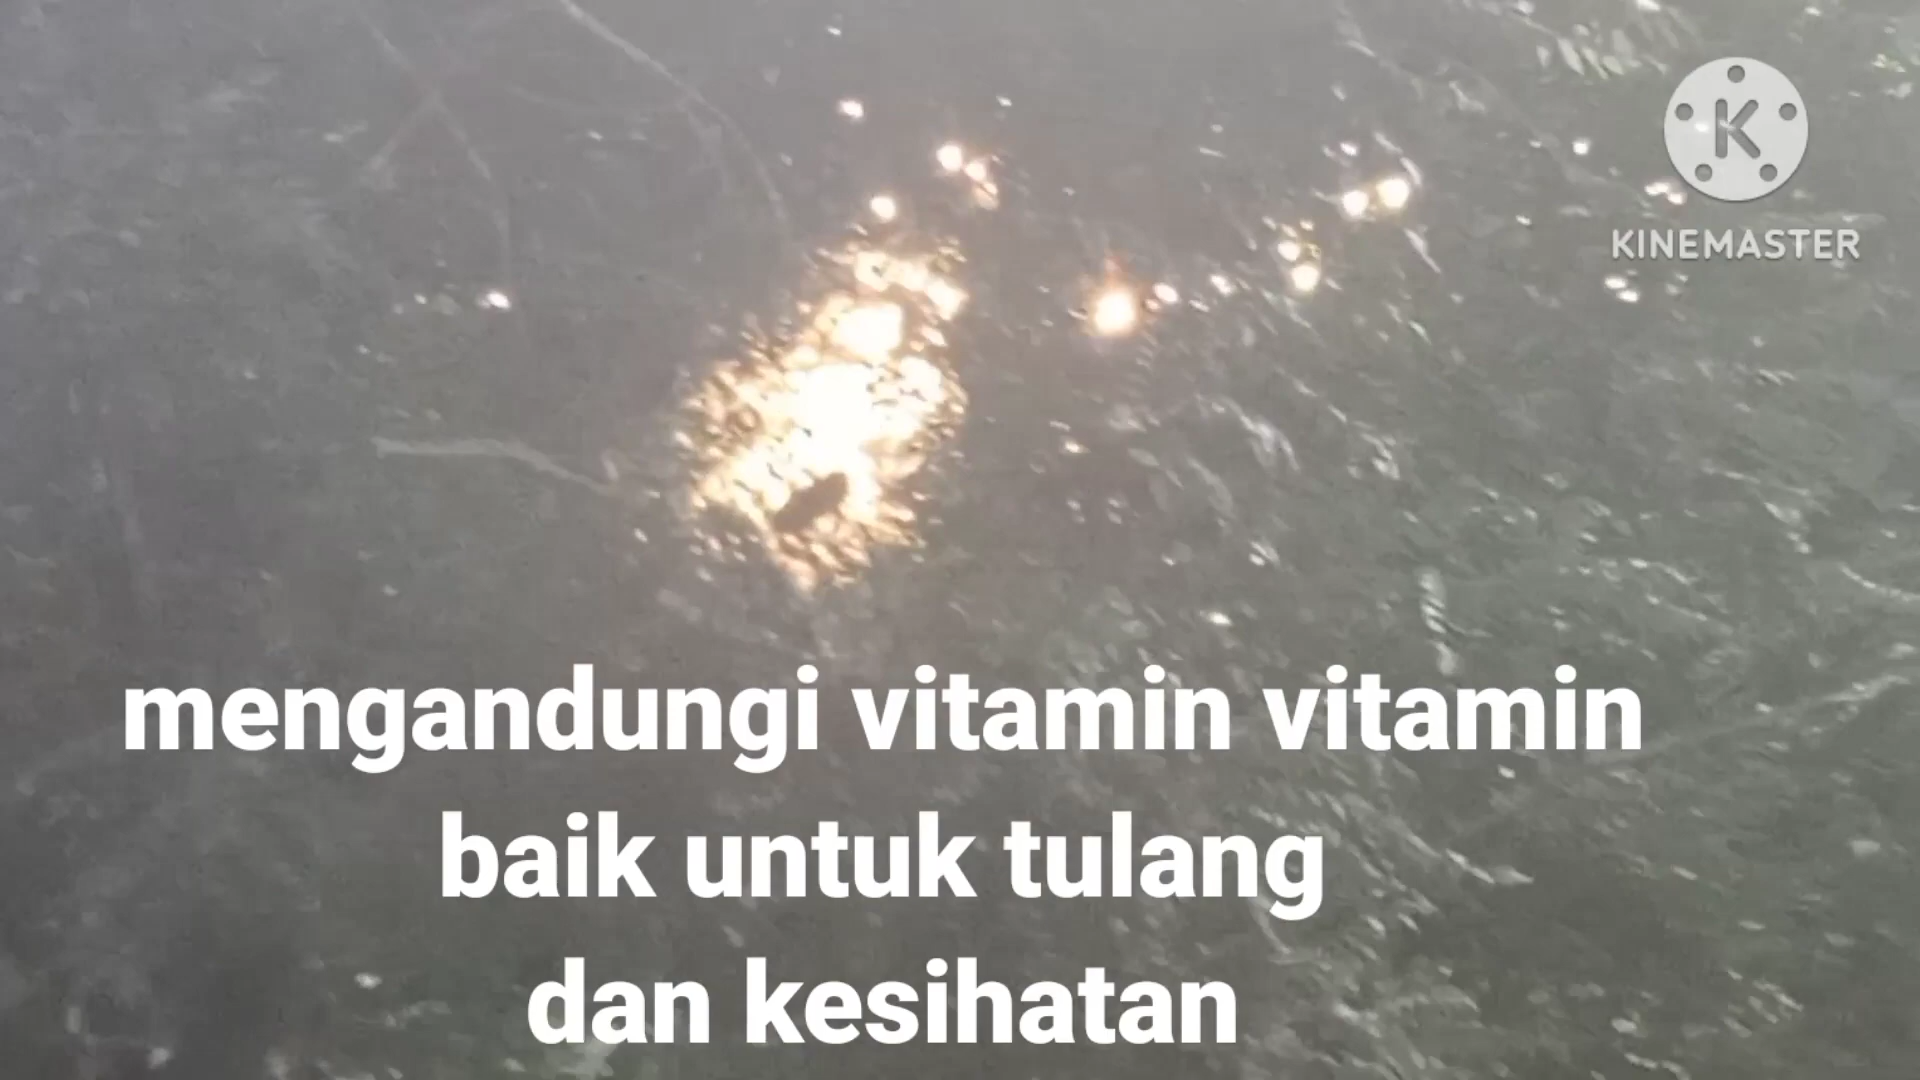 KINEMASTER
mengandungi vitamin vitamin
baik untuk tulang
dan kesihatan